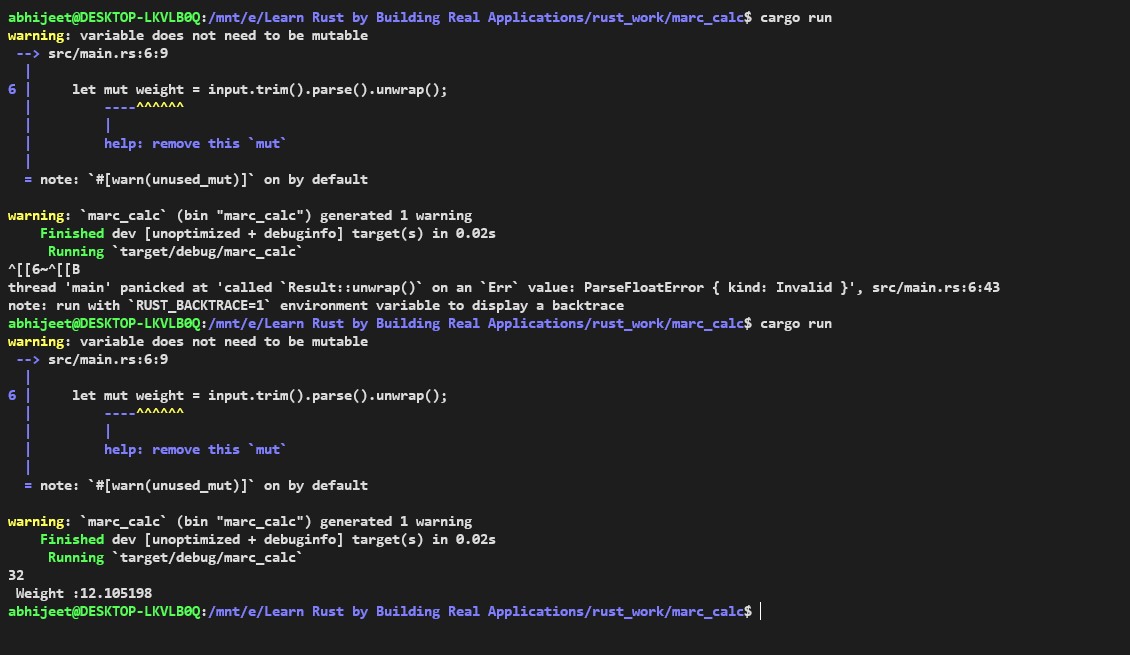 abhijeet@DESKTOP-LKVLB0Q:/mnt/e/Learn Rust by Building Real Applications/rust_work/marc_calc$ cargo run
warning: variable does not need to be mutable
 --> src/main.rs:6:9
  |
6 |     let mut weight = input.trim().parse().unwrap();
  |         ----^^^^^^
  |         |
  |         help: remove this `mut`
  |
  = note: `#[warn(unused_mut)]` on by default

warning: `marc_calc` (bin "marc_calc") generated 1 warning
    Finished dev [unoptimized + debuginfo] target(s) in 0.02s
     Running `target/debug/marc_calc`
^[[6~^[[B
thread 'main' panicked at 'called `Result::unwrap()` on an `Err` value: ParseFloatError { kind: Invalid }', src/main.rs:6:43
note: run with `RUST_BACKTRACE=1` environment variable to display a backtrace
abhijeet@DESKTOP-LKVLB0Q:/mnt/e/Learn Rust by Building Real Applications/rust_work/marc_calc$ cargo run
warning: variable does not need to be mutable
 --> src/main.rs:6:9
  |
6 |     let mut weight = input.trim().parse().unwrap();
  |         ----^^^^^^
  |         |
  |         help: remove this `mut`
  |
  = note: `#[warn(unused_mut)]` on by default

warning: `marc_calc` (bin "marc_calc") generated 1 warning
    Finished dev [unoptimized + debuginfo] target(s) in 0.02s
     Running `target/debug/marc_calc`
32
 Weight :12.105198
abhijeet@DESKTOP-LKVLB0Q:/mnt/e/Learn Rust by Building Real Applications/rust_work/marc_calc$